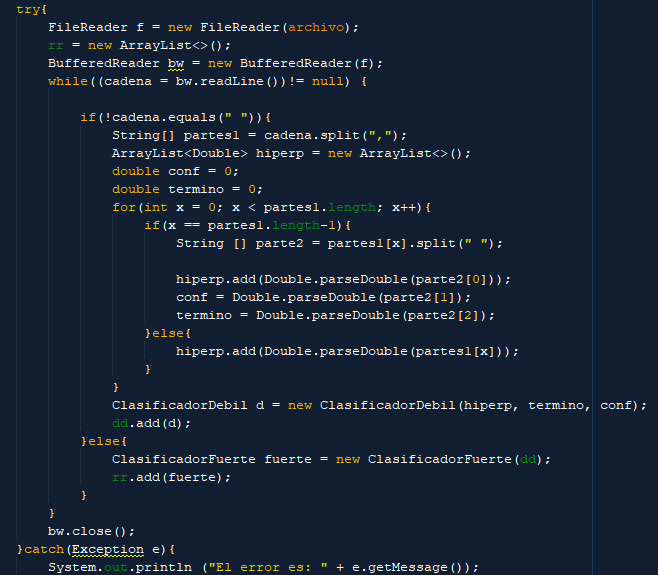 try{
FileReader f = new FileReader(archivo);
rr = new ArrayList<>();
BufferedReader bw = new BufferedReader(f);
while((cadena = bw.readLine())!= null) {
if(!cadena.equals(" ")){
String[] partes1 = cadena.split(",");
ArrayList<Double> hiperp = new ArrayList<>();
double conf = 0;
double termino = 0;
for(int x = 0; x < partes1.length; x++){
if(x == partes1.length-1){
String [] parte2 = partes1[x].split(" ");
hiperp.add(Double.parseDouble(parte2[0]));
conf = Double.parseDouble(parte2[1]);
termino = Double.parseDouble(parte2[2]);
}else{
hiperp.add(Double.parseDouble(partes1[x]));
}
}
ClasificadorDebil d = new ClasificadorDebil(hiperp, termino, conf);
dd.add(d);
}else{
ClasificadorFuerte fuerte = new ClasificadorFuerte(dd);
rr.add(fuerte);
}
}
bw.close();
}catch(Exception e){
System.out.println ("El error es: " + e.getMessage());